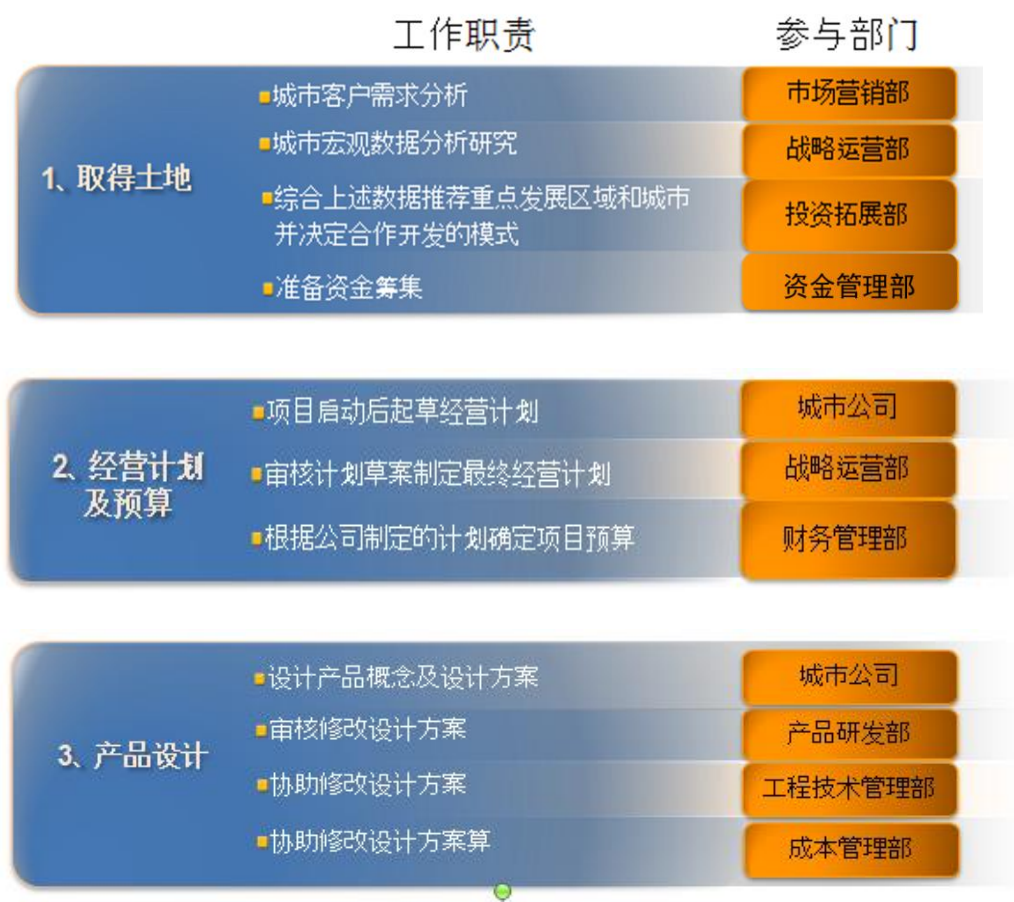 工作职责 参与部门
▪城市客户需求分析 市场营销部
▪城市宏观数据分析研究 战略运营部
1、取得土地
▪综合上述数据推荐重点发展区域和城市
并决定合作开发的模式 投资拓展部
▪准备资金筹集 资金管理部
▪项目启动后起草经营计划 城市公司
2、经营计划
及预算
▪审核计划草案制定最终经营计划 战略运营部
▪根据公司制定的计划确定项目预算 财务管理部
▪设计产品概念及设计方案 城市公司
▪审核修改设计方案 产品研发部
3、产品设计
▪协助修改设计方案 工程技术管理部
▪协助修改设计方案算 成本管理部